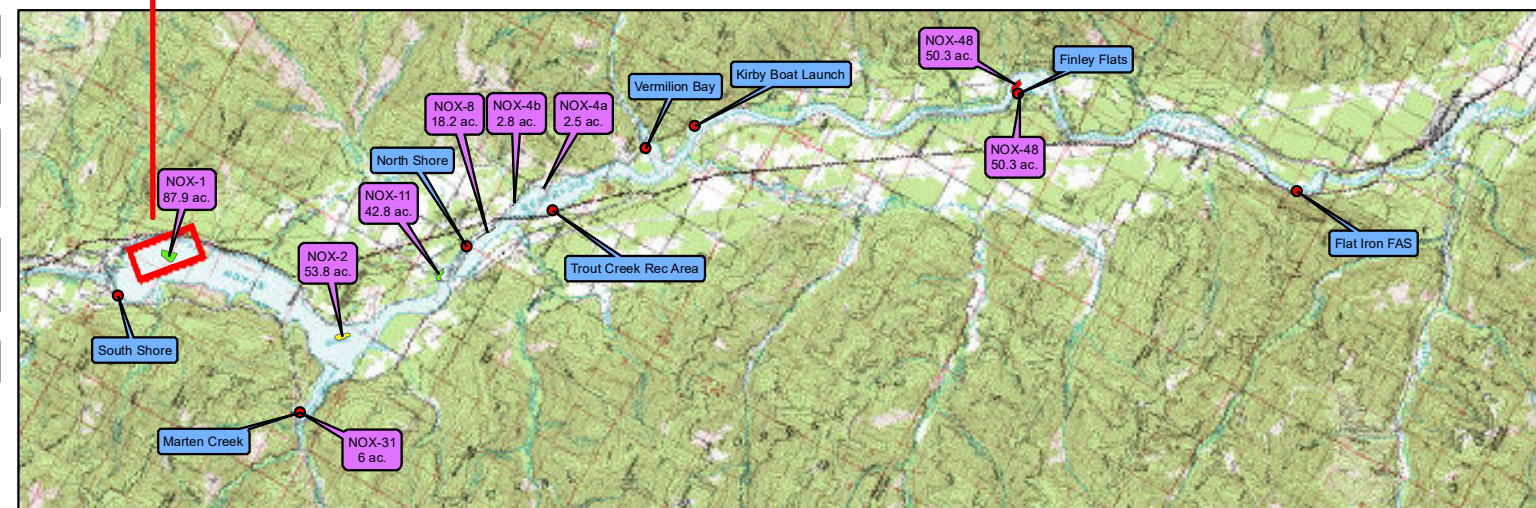 NOX-48
50.3 ac.
Finley Flats
Kirby Boat Launch
Vermilion Bay
NOX-8
18.2 ac.
NOX-4b
2.8 ac.
NOX-4a
2.5 ac.
NOX-48
50.3 ac.
North Shore
NOX-1
87.9 ac.
NOX-11
42.8 ac.
Flat Iron FAS
NOX-2
53.8 ac.
Trout Creek Rec Area
South Shore
Marten Creek
NOX-31
6 ac.